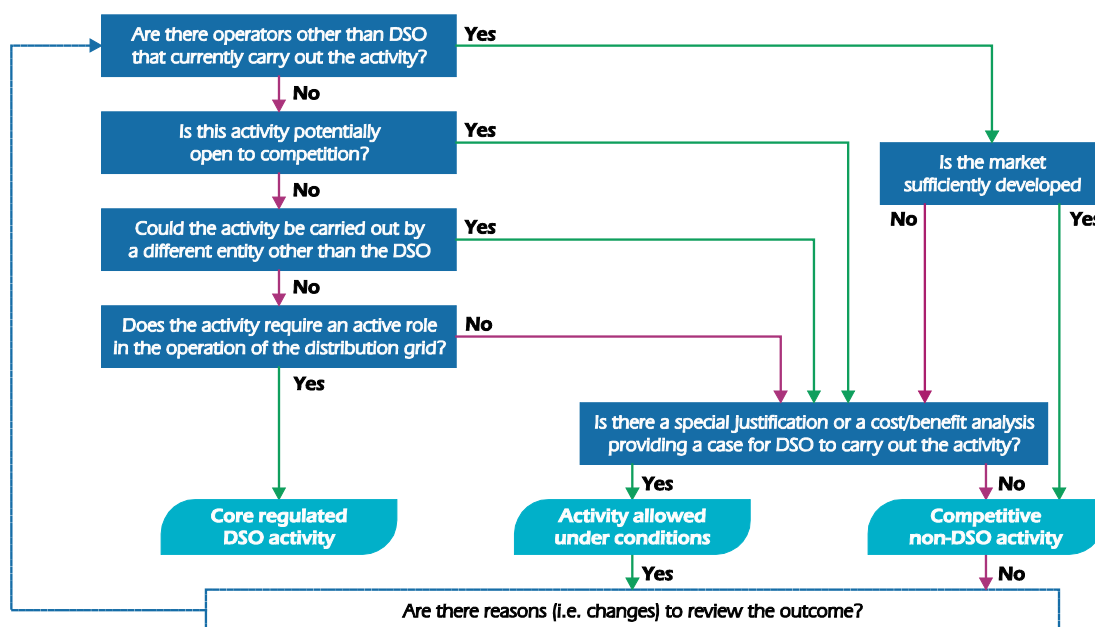 Are there operators other than DSO
that currently carry out the activity?
Yes
No
Is this activity potentially
open to competition?
Yes
Is the market
sufficiently developed
No
No
Yes
Could the activity be carried out by
a different entity other than the DSO
Yes
No
Does the activity require an active role
in the operation of the distribution grid?
No
Yes
Is there a special justification or a cost/benefit analysis
providing a case for DSO to carry out the activity?
Yes
No
Core regulated
DSO activity
Activity allowed
under conditions
Competitive
non-DSO activity
Yes
No
Are there reasons (i.e. changes) to review the outcome?